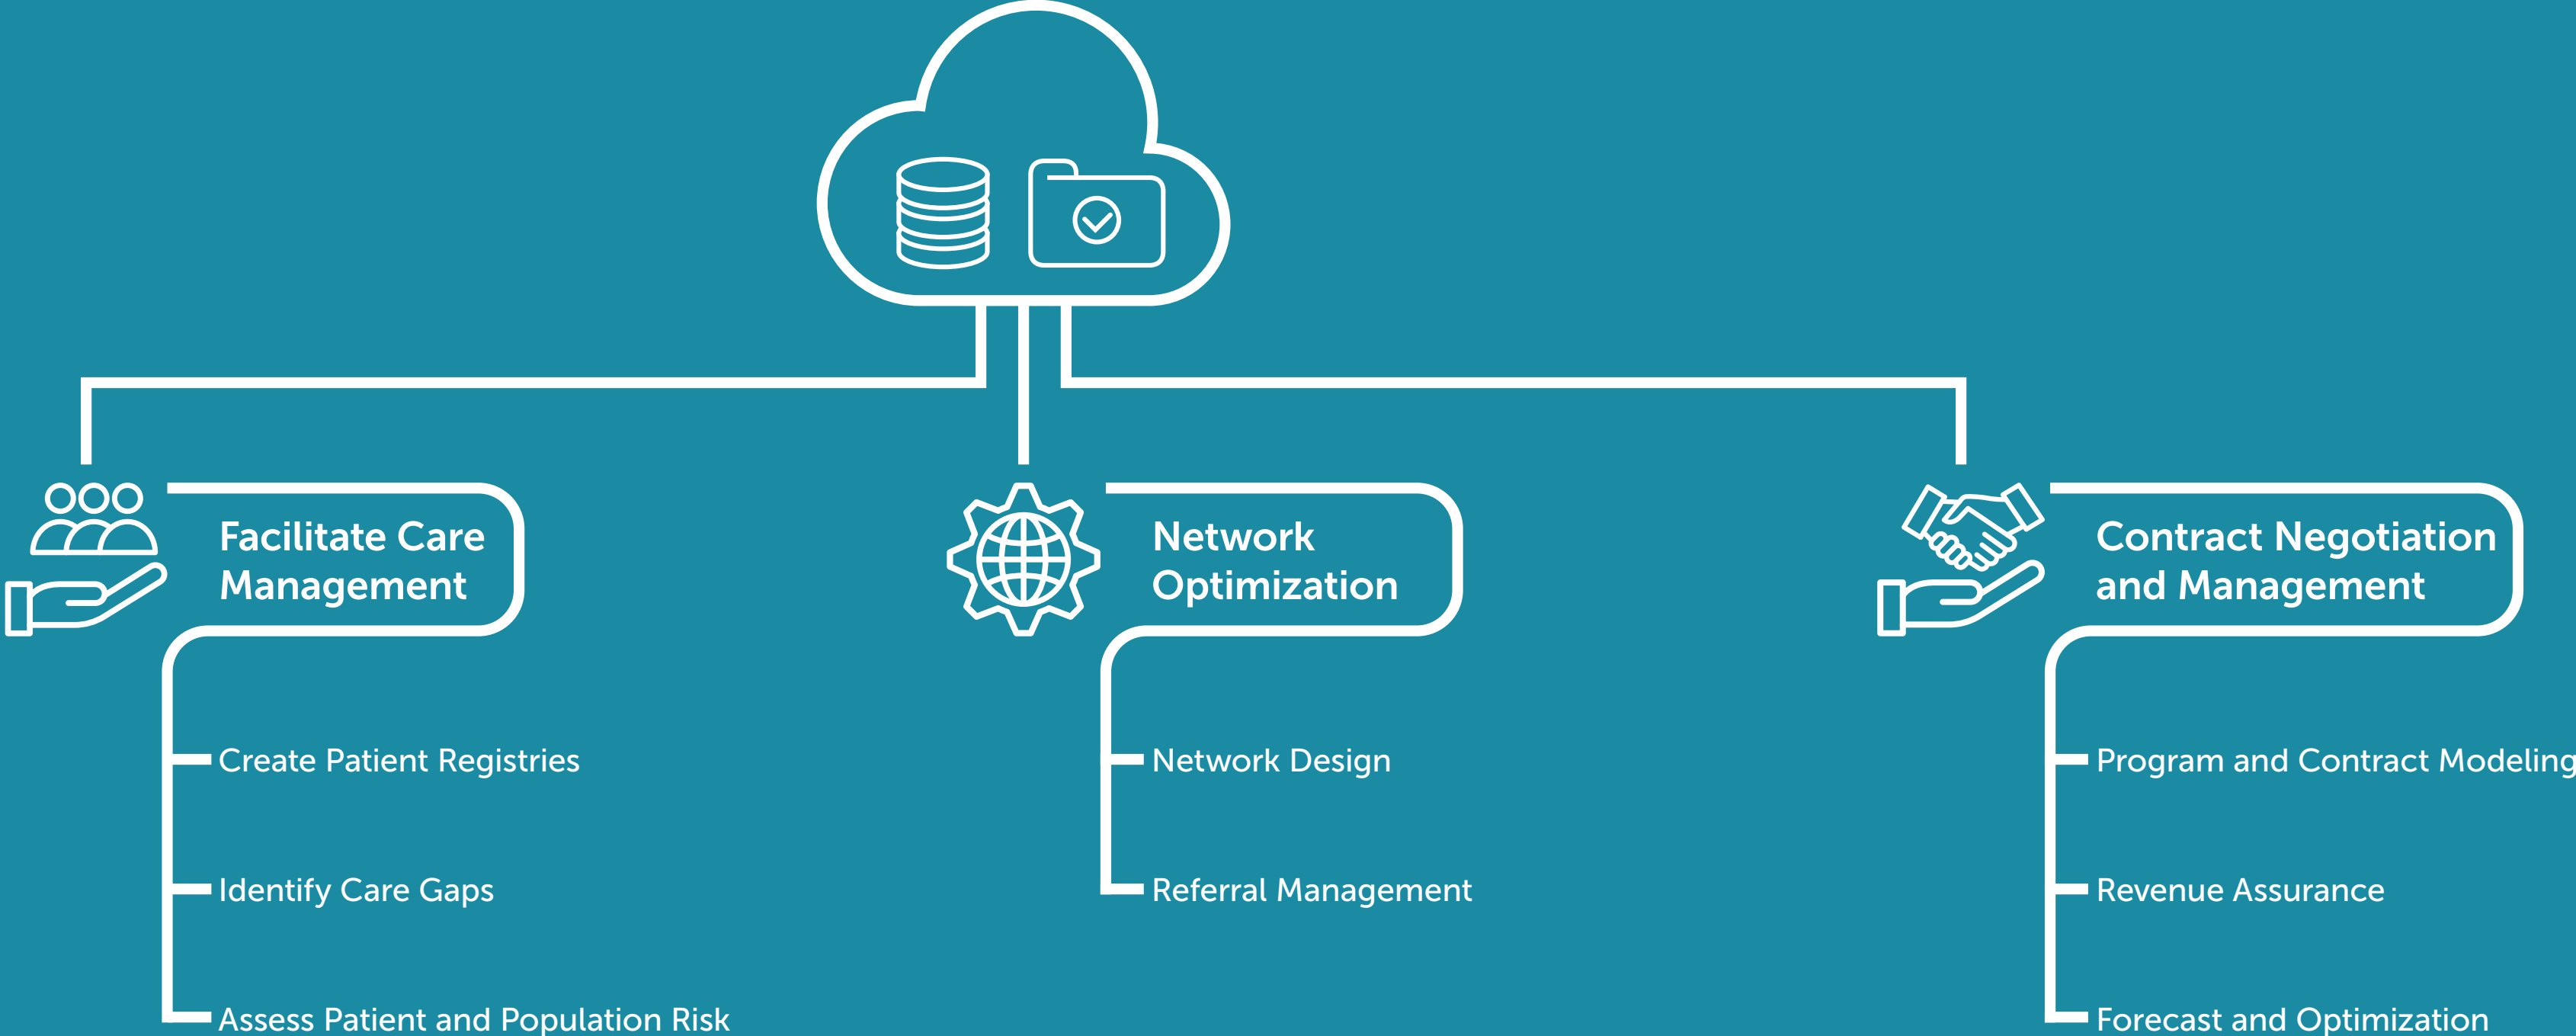 Facilitate Care
Management
Create Patient Registries
Identify Care Gaps
Assess Patient and Population Risk
Network
Optimization
Network Design
Referral Management
Contract Negotiation
and Management
Program and Contract Modeling
Revenue Assurance
Forecast and Optimization